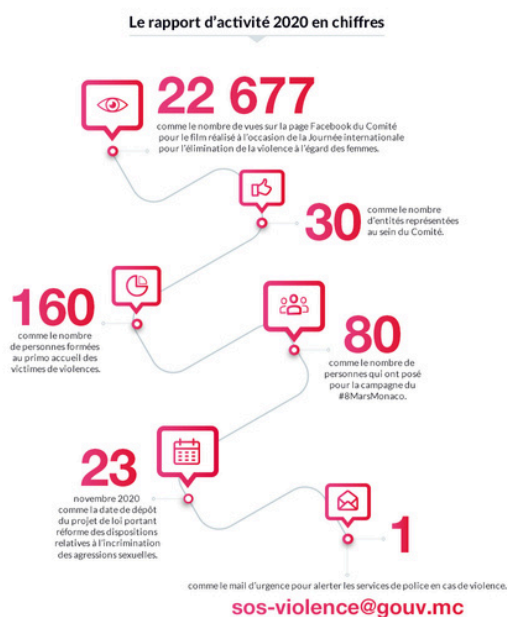 Le rapport d'activité 2020 en chiffres
22 677
comme le nombre de vues sur la page Facebook du Comité
pour le film réalisé à l'occasion de la Journée internationale
pour l'élimination de la violence à l'égard des femmes.
30
comme le nombre
d'entités représentées
au sein du Comité.
160
comme le nombre
de personnes formées
au primo accueil des
victimes de violences.
80
comme le nombre de
personnes qui ont posé
pour la campagne du
#8MarsMonaco.
23
novembre 2020
comme la date de dépôt
du projet de loi portant
réforme des dispositions
relatives à l'incrimination
des agressions sexuelles.
1
comme le mail d'urgence pour alerter les services de police en cas de violence.
sos-violence@gouv.mc